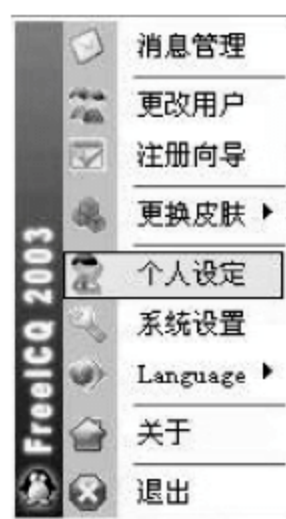 消息管理
更改用户
注册向导
更换皮肤
个人设定
系统设置
Language
关于
退出
FreeICQ 2003